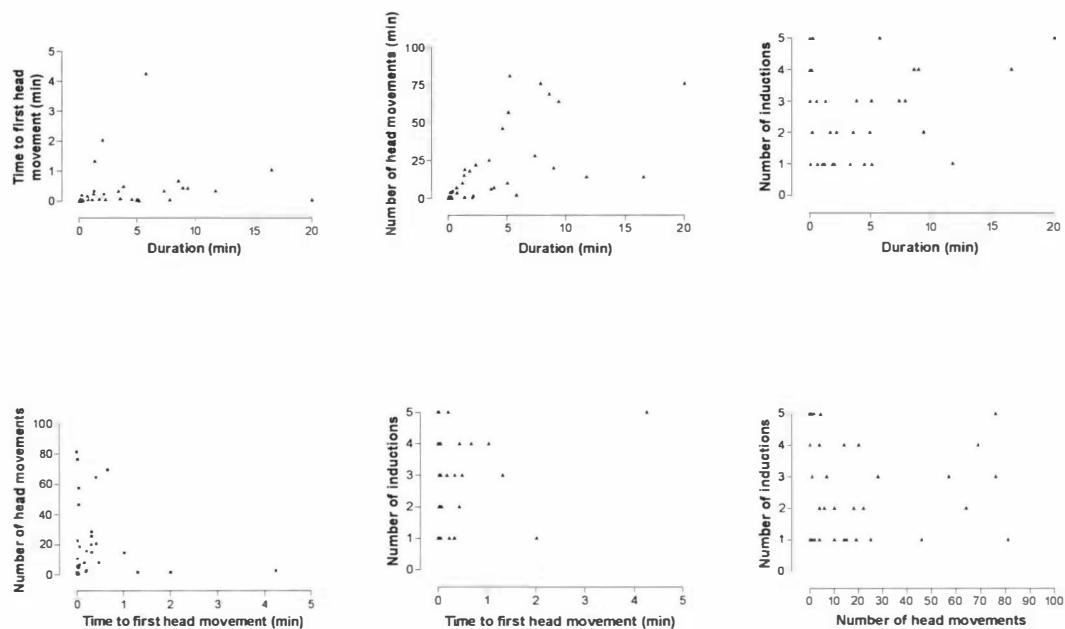 Time to first head
movement (min)
5
4
3
2
1
0
0 5 10 15 20
Duration (min)
Number of head movements (min)
100
75
50
25
0
0 5 10 15 20
Duration (min)
Number of inductions
5
4
3
2
1
0
0 5 10 15 20
Duration (min)
Number of head movements
100
80
60
40
20
0
0 1 2 3 4 5
Time to first head movement (min)
Number of inductions
5
4
3
2
1
0
0 1 2 3 4 5
Time to first head movement (min)
Number of inductions
5
4
3
2
1
0
0 10 20 30 40 50 60 70 80 90 100
Number of head movements